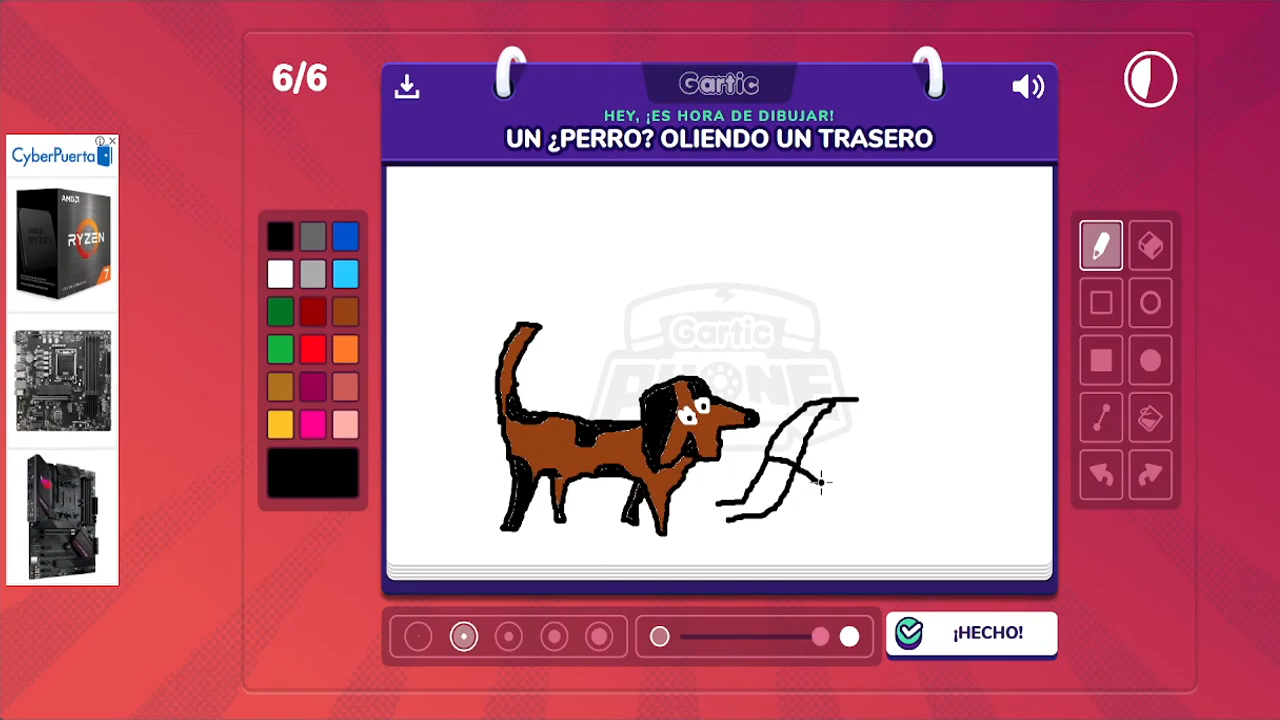 6/6
Gartic
HEY, ¡ES HORA DE DIBUJAR!
UN ¿PERRO? OLIENDO UN TRASERO
CyberPuerta
AMD
RYZEN
7
Gartic
PHONE
¡HECHO!